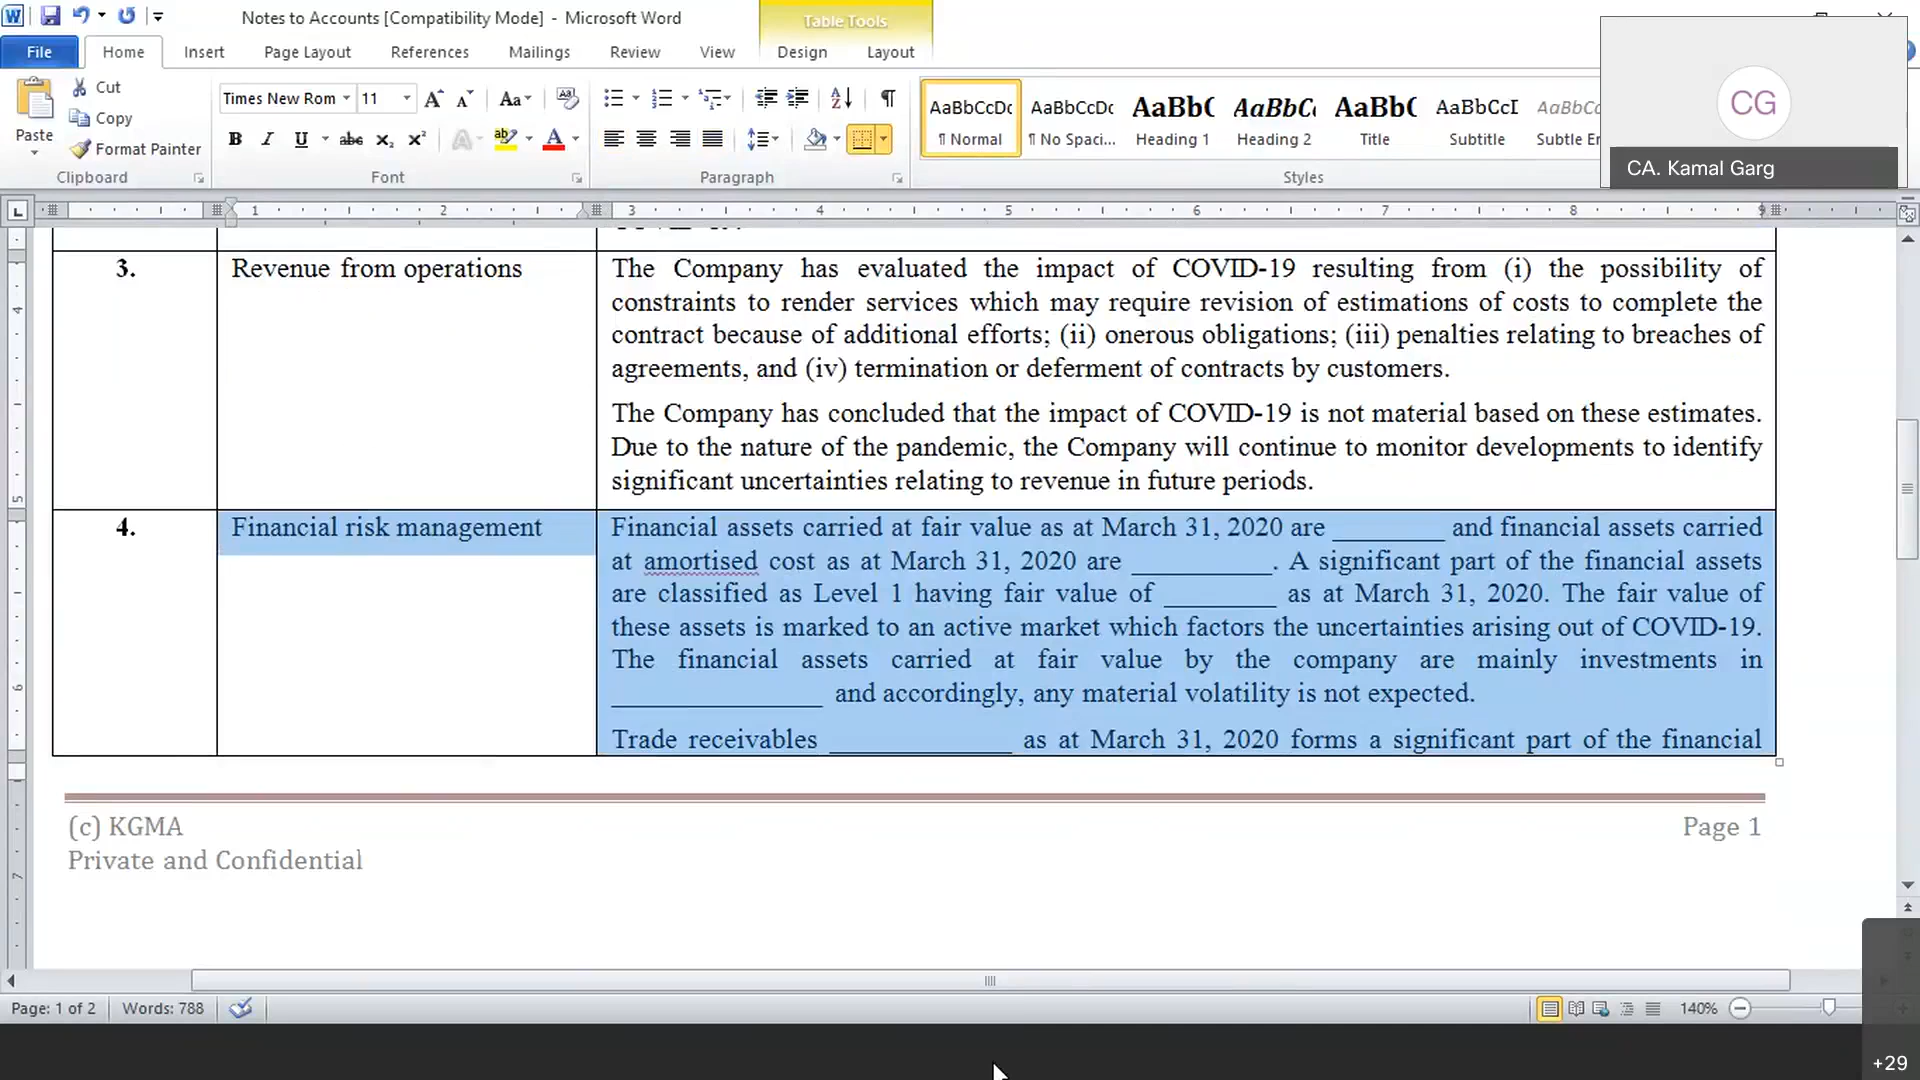 Notes to Accounts [Compatibility Mode] - Microsoft Word
Table Tools
File Home Insert Page Layout References Mailings Review View Design Layout
Paste
Cut
Copy
Format Painter
Clipboard
Times New Rom 11
Font
Paragraph
AaBbCcDc AaBbCcDc AaBbC AaBbC AaBbC AaBbCcI AaBbCc
¶ Normal ¶ No Spaci... Heading 1 Heading 2 Title Subtitle Subtle Er
Styles
CG
CA. Kamal Garg
1 2 3 4 5 6 7 8 9
3. Revenue from operations
The Company has evaluated the impact of COVID-19 resulting from (i) the possibility of
constraints to render services which may require revision of estimations of costs to complete the
contract because of additional efforts; (ii) onerous obligations; (iii) penalties relating to breaches of
agreements, and (iv) termination or deferment of contracts by customers.
The Company has concluded that the impact of COVID-19 is not material based on these estimates.
Due to the nature of the pandemic, the Company will continue to monitor developments to identify
significant uncertainties relating to revenue in future periods.
4. Financial risk management
Financial assets carried at fair value as at March 31, 2020 are ________ and financial assets carried
at amortised cost as at March 31, 2020 are __________. A significant part of the financial assets
are classified as Level 1 having fair value of ________ as at March 31, 2020. The fair value of
these assets is marked to an active market which factors the uncertainties arising out of COVID-19.
The financial assets carried at fair value by the company are mainly investments in
_______________ and accordingly, any material volatility is not expected.
Trade receivables _____________ as at March 31, 2020 forms a significant part of the financial
(c) KGMA
Page 1
Private and Confidential
Page: 1 of 2 Words: 788
140%
+29